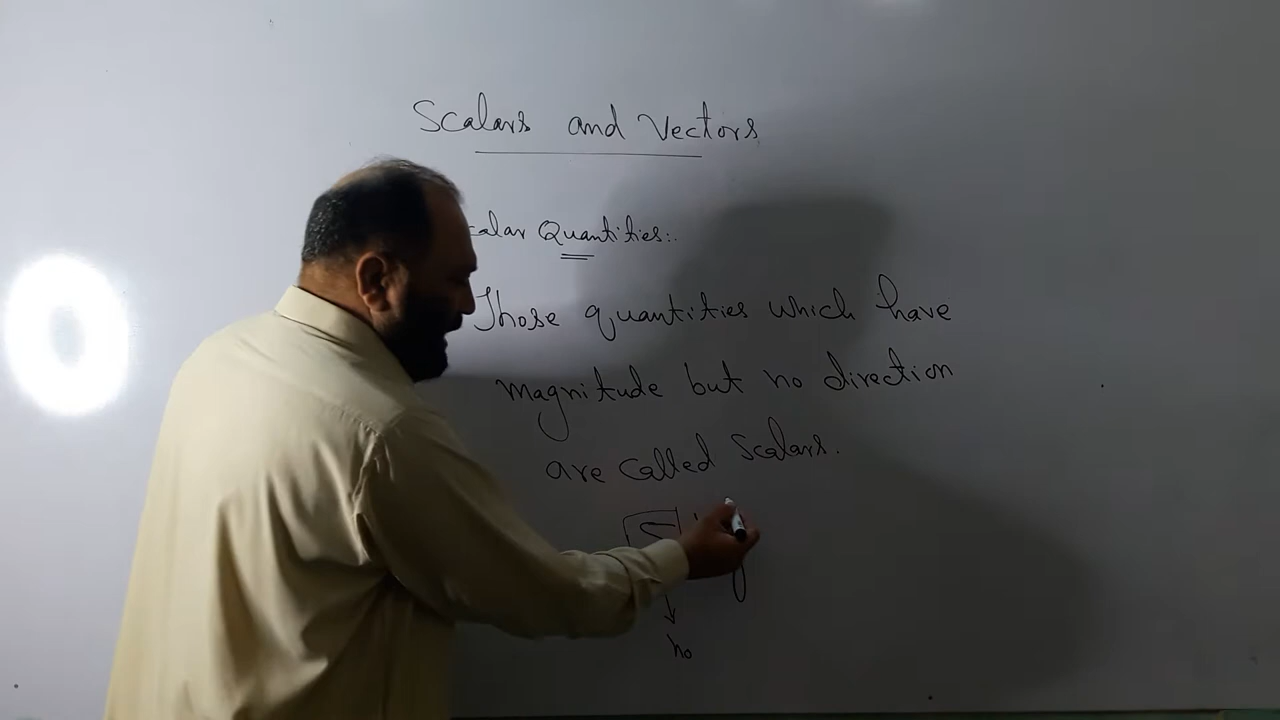 Scalars and Vectors
calar Quantities:
Those quantities which have
magnitude but no direction
are called Scalars.
no